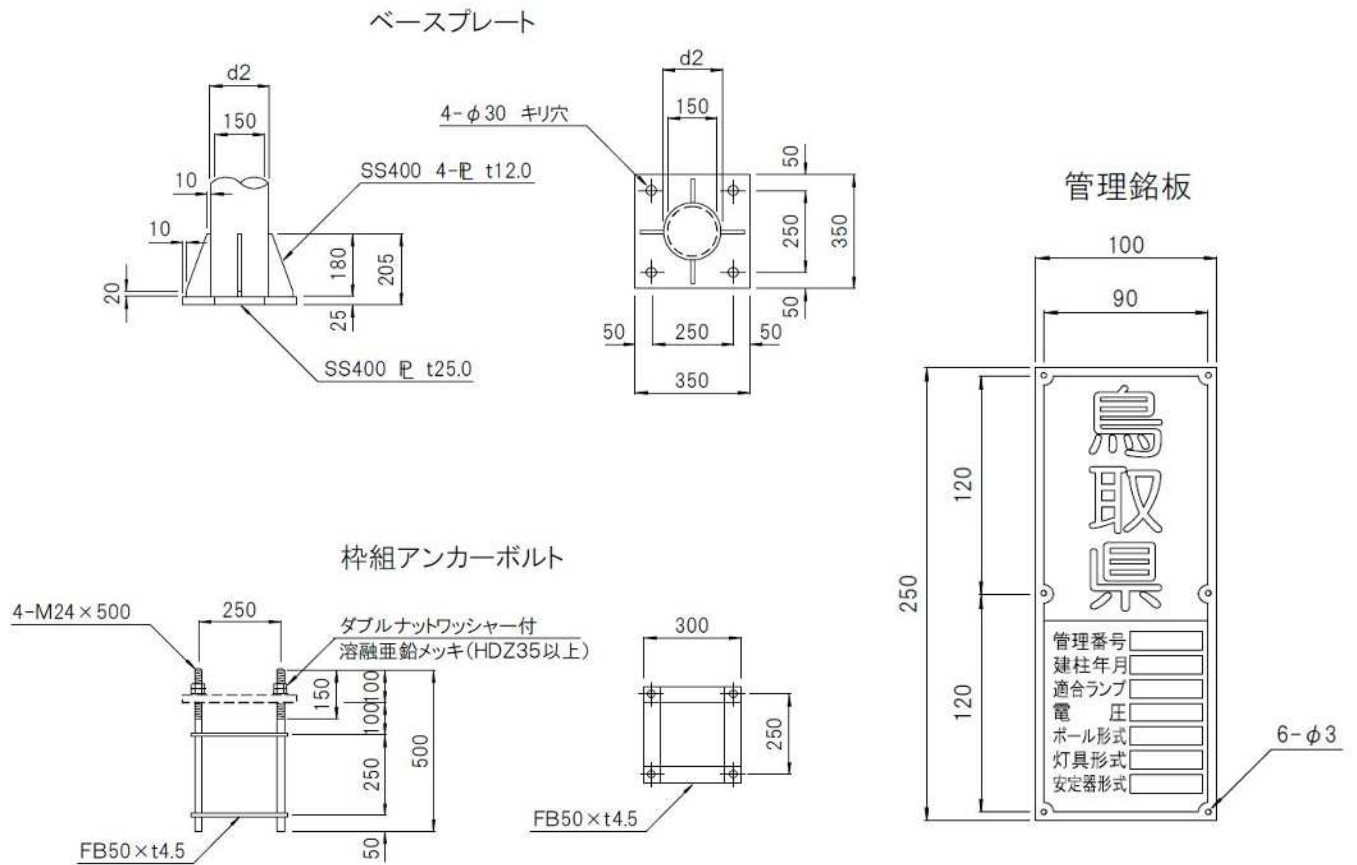 ベースプレート
d2
150
10
10
20
SS400 4-PL t12.0
180
205
25
SS400 PL t25.0
d2
150
4-φ30 キリ穴
50
250
350
50
50
250
50
350
枠組アンカーボルト
4-M24×500
250
ダブルナットワッシャー付
溶融亜鉛メッキ(HDZ35以上)
150
100
100
250
500
50
FB50×t4.5
300
250
FB50×t4.5
管理銘板
100
90
250
120
120
鳥
取
県
管理番号
建柱年月
適合ランプ
電 圧
ポール形式
灯具形式
安定器形式
6-φ3